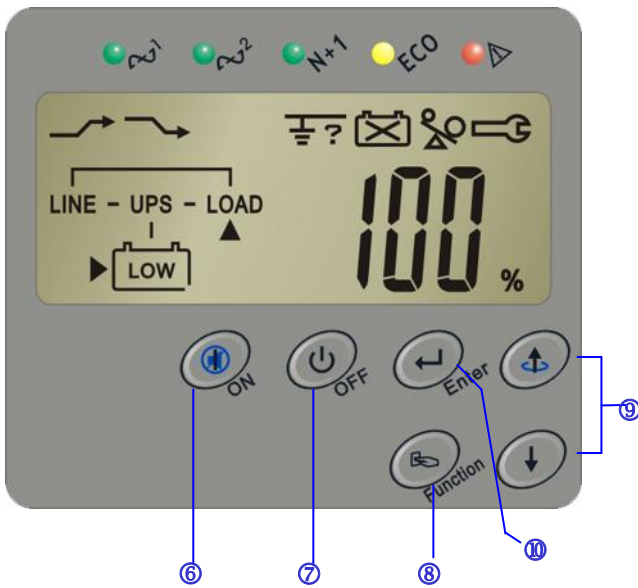 ∼1 ∼2 N+1 ECO
?
LINE - UPS - LOAD
LOW
100 %
ON OFF Enter
Function
⑨
⑩
⑥ ⑦ ⑧